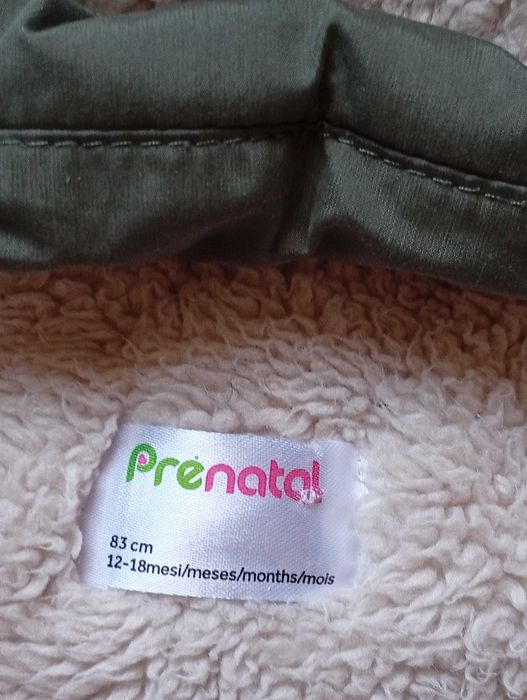 Prénatal
83 cm
12-18mesi/meses/months/mois